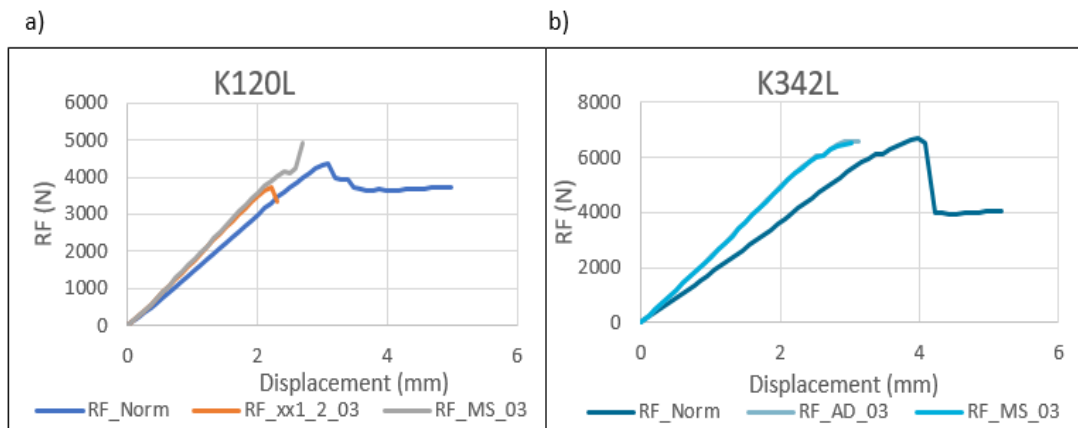 a)
b)
K120L
K342L
6000
5000
4000
3000
2000
1000
0
RF (N)
0 2 4 6
Displacement (mm)
RF_Norm RF_xx1_2_03 RF_MS_03
8000
6000
4000
2000
0
RF (N)
0 2 4 6
Displacement (mm)
RF_Norm RF_AD_03 RF_MS_03